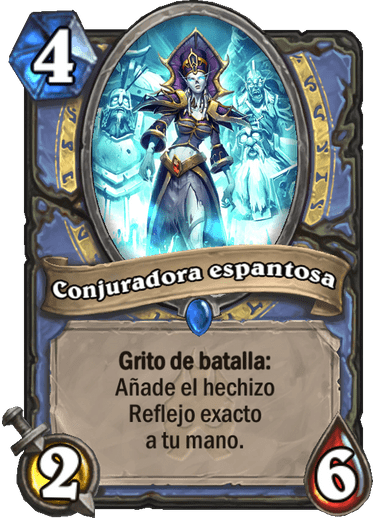 4
Conjuradora espantosa
Grito de batalla:
Añade el hechizo
Reflejo exacto
a tu mano.
2
6